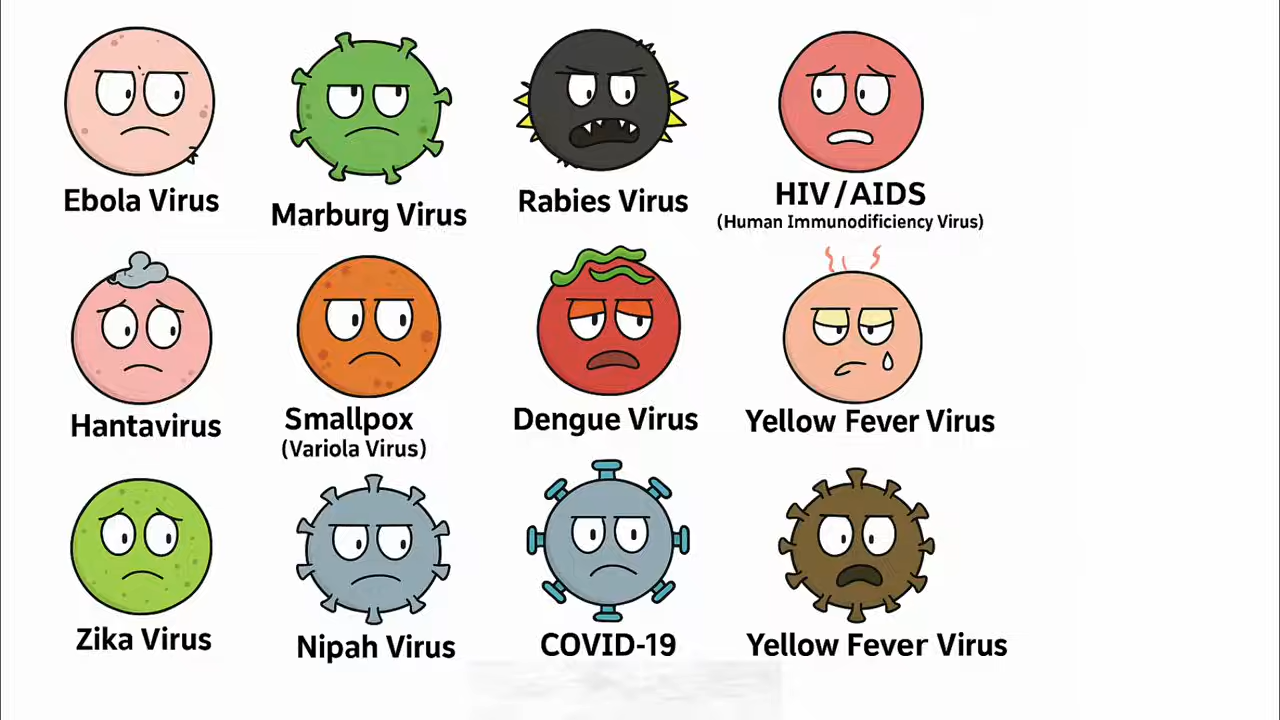 Ebola Virus
Marburg Virus
Rabies Virus
HIV/AIDS
(Human Immunodificiency Virus)
Hantavirus
Smallpox
(Variola Virus)
Dengue Virus
Yellow Fever Virus
Zika Virus
Nipah Virus
COVID-19
Yellow Fever Virus